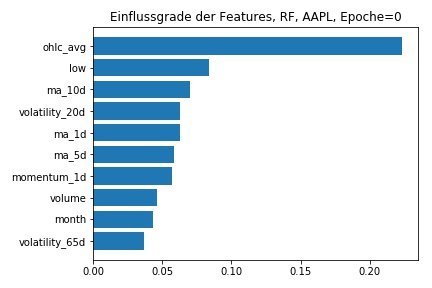 Einflussgrade der Features, RF, AAPL, Epoche=0
ohlc_avg
low
ma_10d
volatility_20d
ma_1d
ma_5d
momentum_1d
volume
month
volatility_65d
0.00 0.05 0.10 0.15 0.20